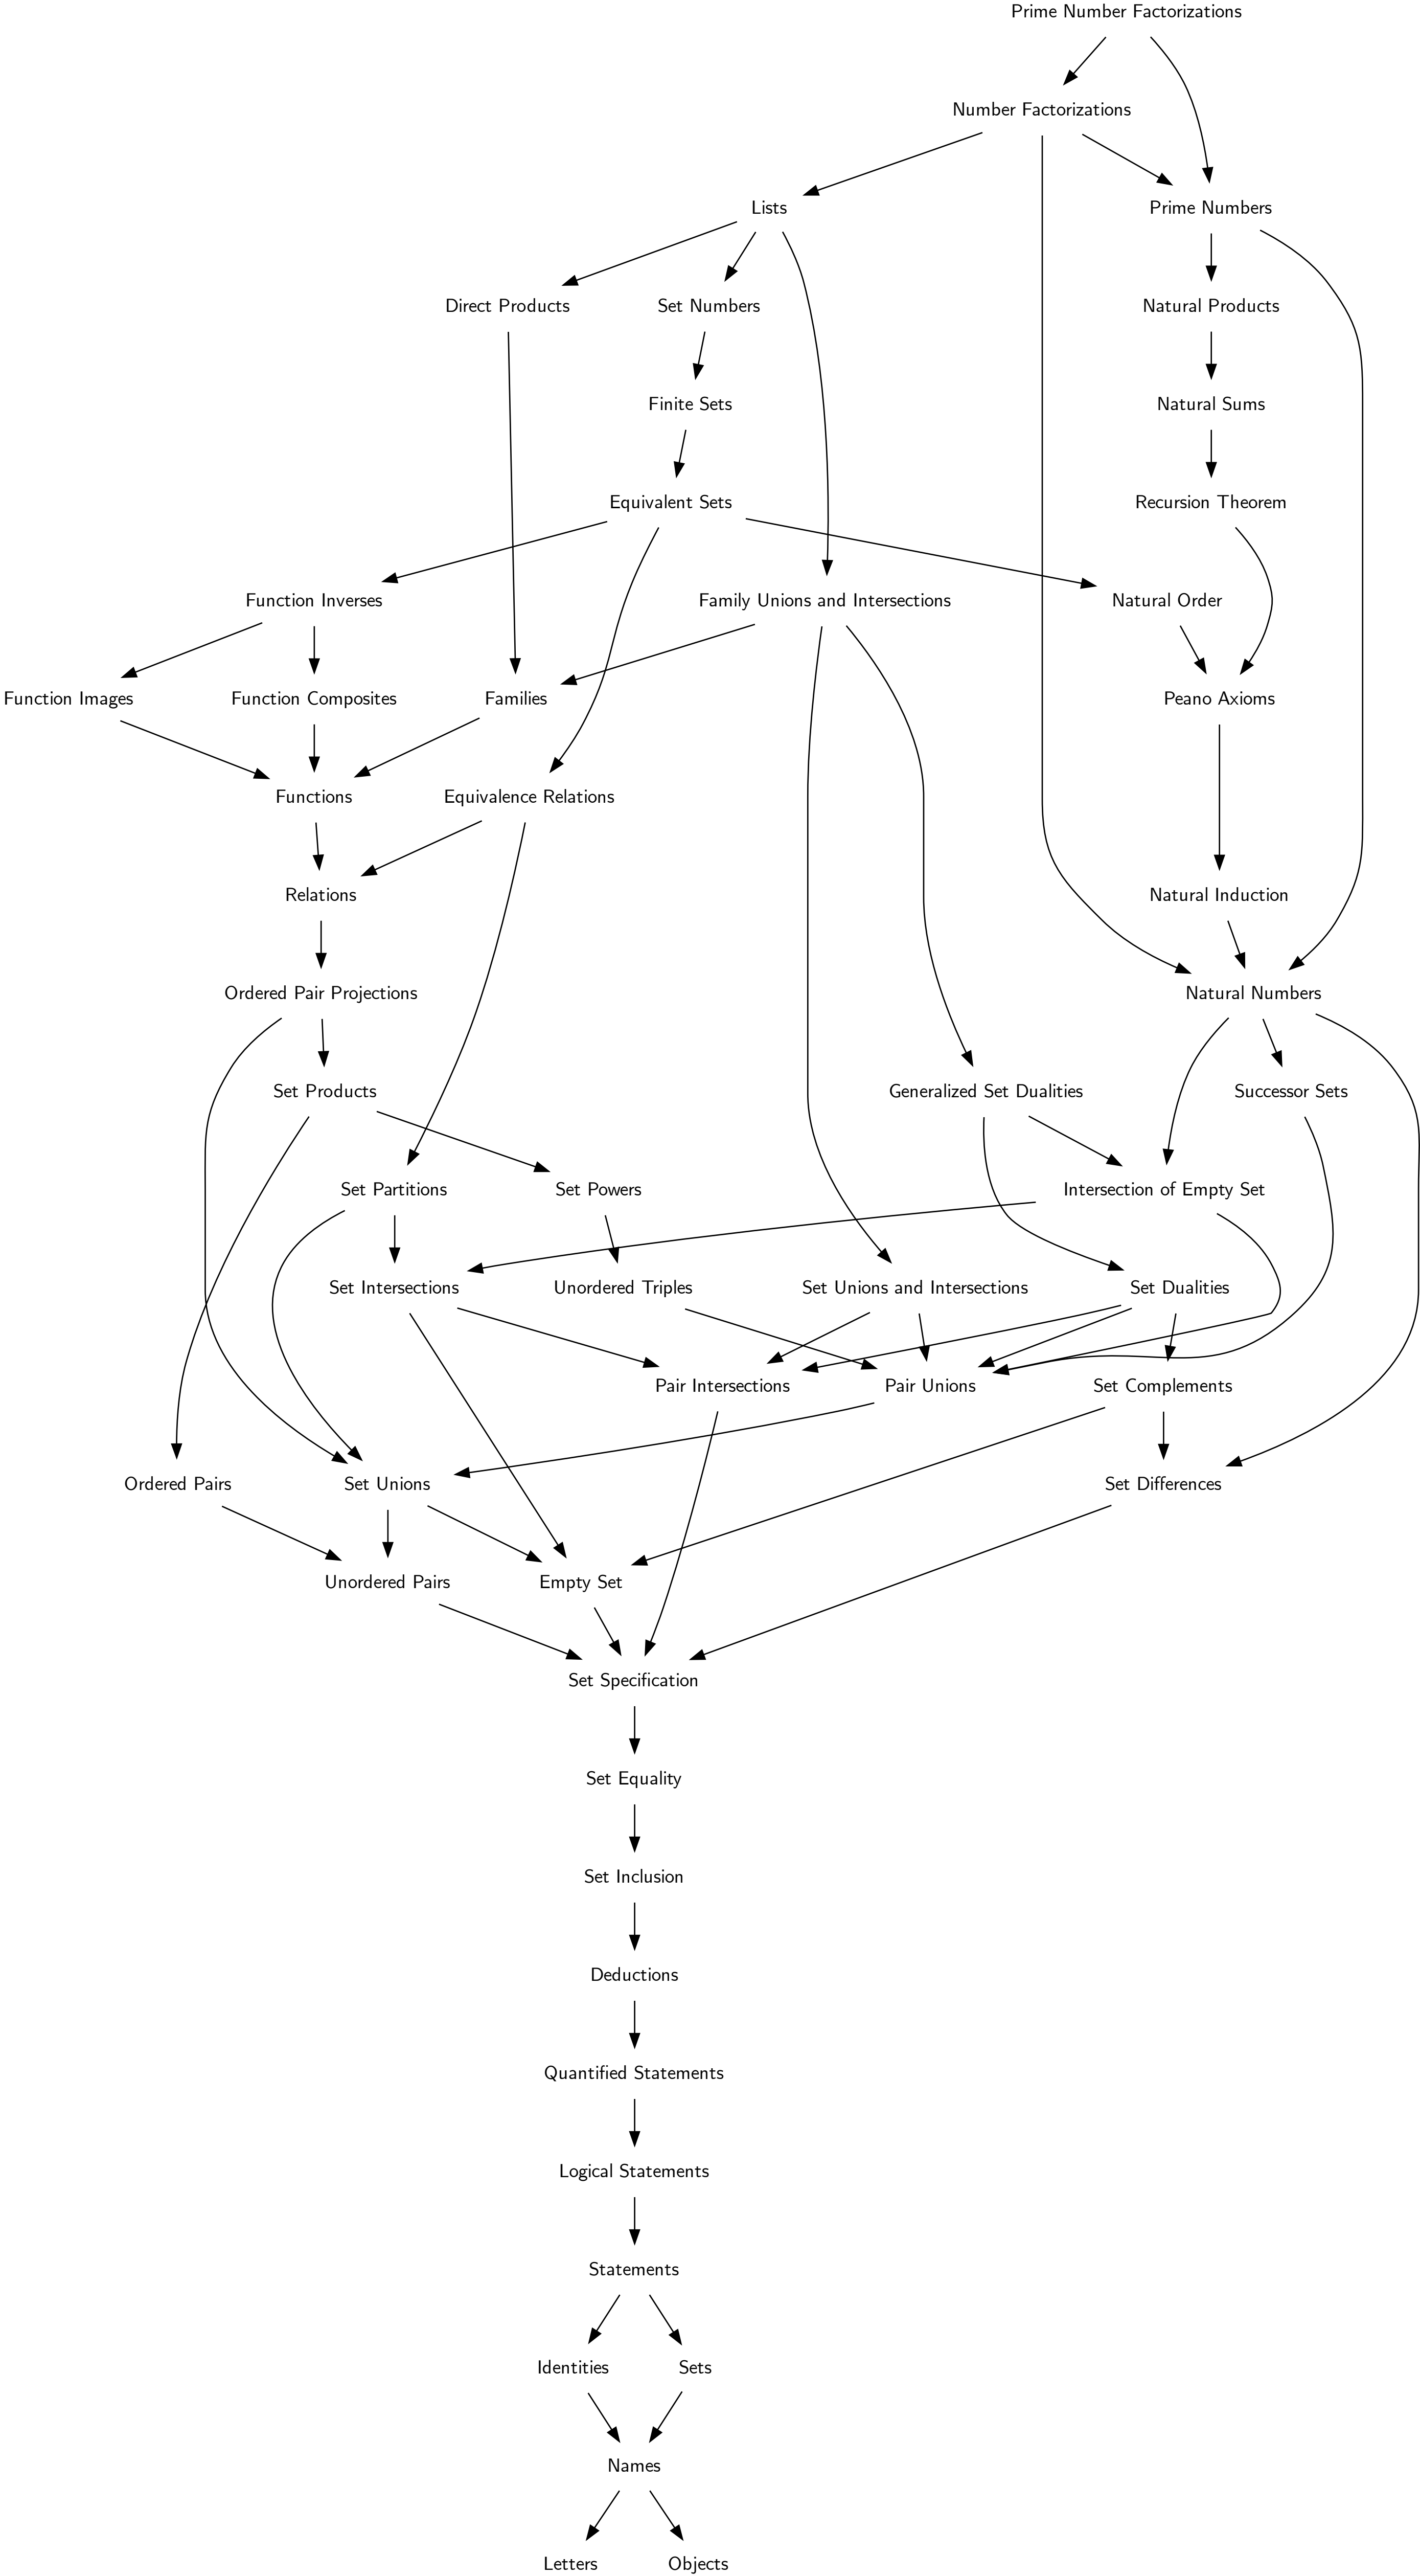 Prime Number Factorizations
Number Factorizations
Lists
Prime Numbers
Direct Products
Set Numbers
Natural Products
Finite Sets
Natural Sums
Equivalent Sets
Recursion Theorem
Function Inverses
Family Unions and Intersections
Natural Order
Function Images
Function Composites
Families
Peano Axioms
Functions
Equivalence Relations
Relations
Natural Induction
Ordered Pair Projections
Natural Numbers
Set Products
Generalized Set Dualities
Successor Sets
Set Partitions
Set Powers
Intersection of Empty Set
Set Intersections
Unordered Triples
Set Unions and Intersections
Set Dualities
Pair Intersections
Pair Unions
Set Complements
Ordered Pairs
Set Unions
Set Differences
Unordered Pairs
Empty Set
Set Specification
Set Equality
Set Inclusion
Deductions
Quantified Statements
Logical Statements
Statements
Identities
Sets
Names
Letters
Objects